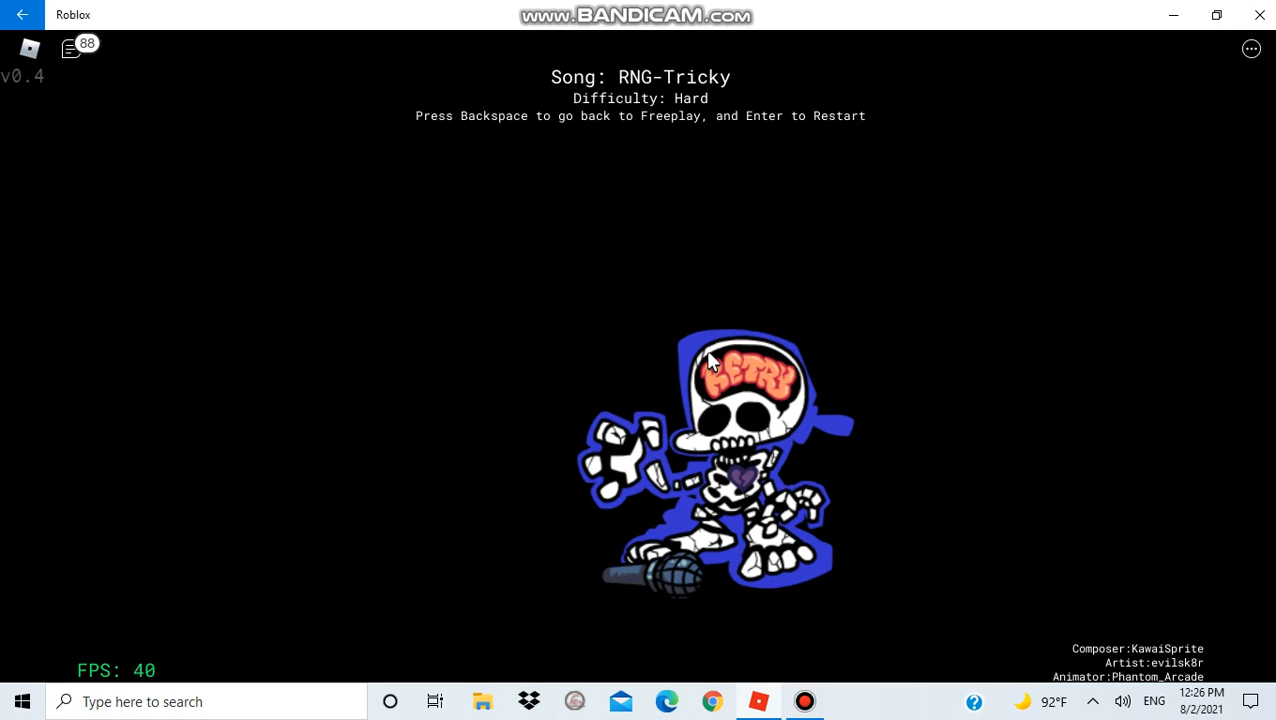 Roblox
www.BANDICAM.com
88
v0.4
Song: RNG-Tricky
Difficulty: Hard
Press Backspace to go back to Freeplay, and Enter to Restart
RETRY
Composer:KawaiSprite
Artist:evilsk8r
Animator:Phantom_Arcade
FPS: 40
Type here to search
92°F
ENG
12:26 PM
8/2/2021